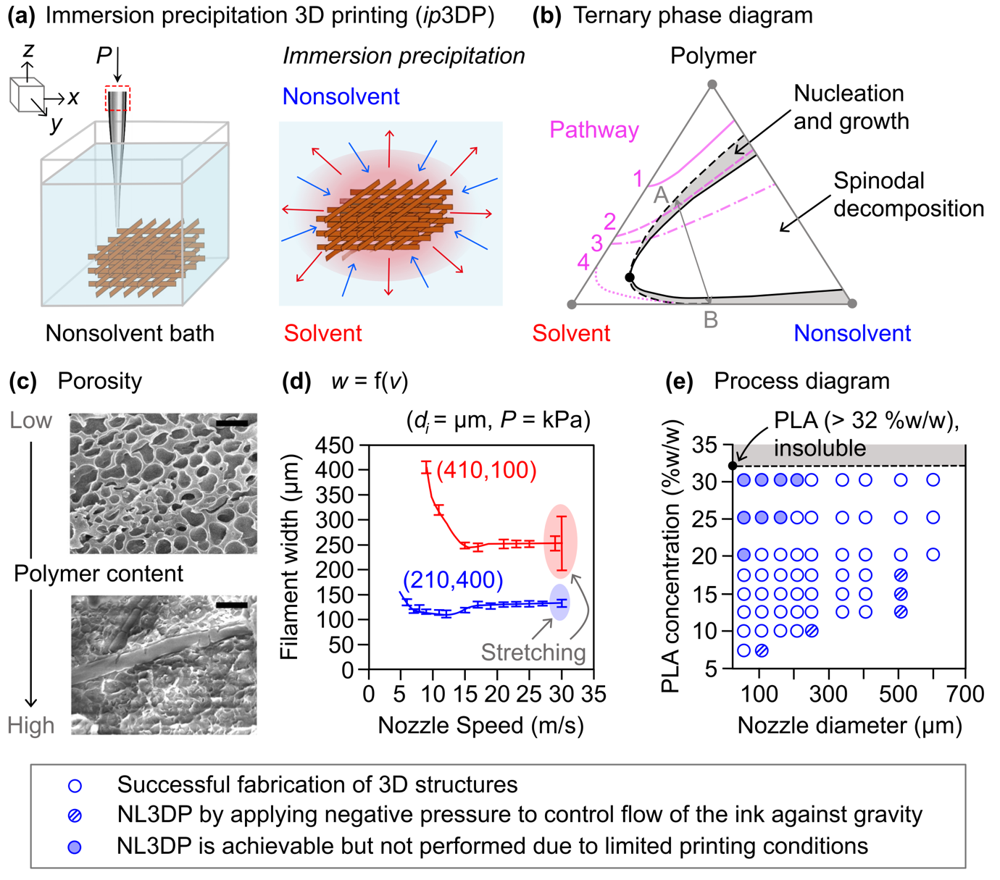 (a) Immersion precipitation 3D printing (ip3DP)
z
P
x
y
Nonsolvent bath
Immersion precipitation
Nonsolvent
Solvent
(b) Ternary phase diagram
Polymer
Nucleation
and growth
Pathway
Spinodal
decomposition
1
A
2
3
4
B
Solvent
Nonsolvent
(c) Porosity
Low
Polymer content
High
(d) w = f(v)
(di = µm, P = kPa)
Filament width (µm)
450
400
350
300
250
200
150
100
50
0
(410,100)
(210,400)
Stretching
0 5 10 15 20 25 30 35
Nozzle Speed (m/s)
(e) Process diagram
PLA (> 32 %w/w),
insoluble
PLA concentration (%w/w)
35
30
25
20
15
10
5
100 300 500 700
Nozzle diameter (µm)
Successful fabrication of 3D structures
NL3DP by applying negative pressure to control flow of the ink against gravity
NL3DP is achievable but not performed due to limited printing conditions